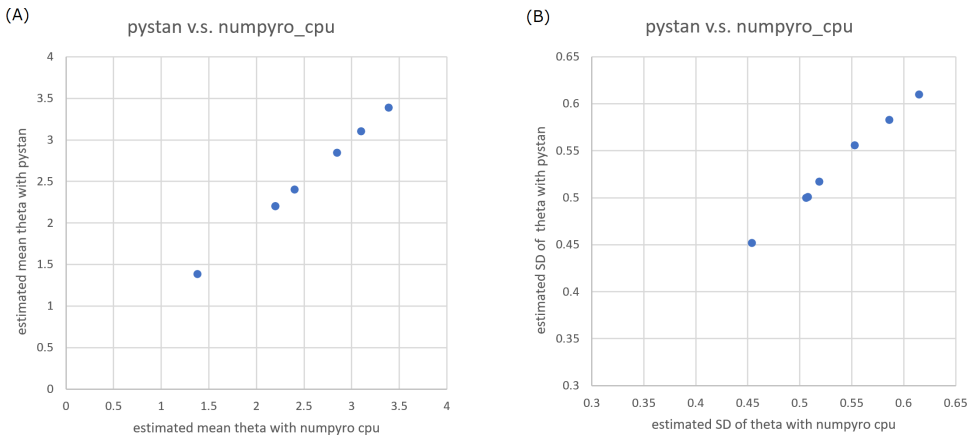 (A)
pystan v.s. numpyro_cpu
estimated mean theta with pystan
4
3.5
3
2.5
2
1.5
1
0.5
0
0 0.5 1 1.5 2 2.5 3 3.5 4
estimated mean theta with numpyro cpu
(B)
pystan v.s. numpyro_cpu
estimated SD of theta with pystan
0.65
0.6
0.55
0.5
0.45
0.4
0.35
0.3
0.3 0.35 0.4 0.45 0.5 0.55 0.6 0.65
estimated SD of theta with numpyro cpu